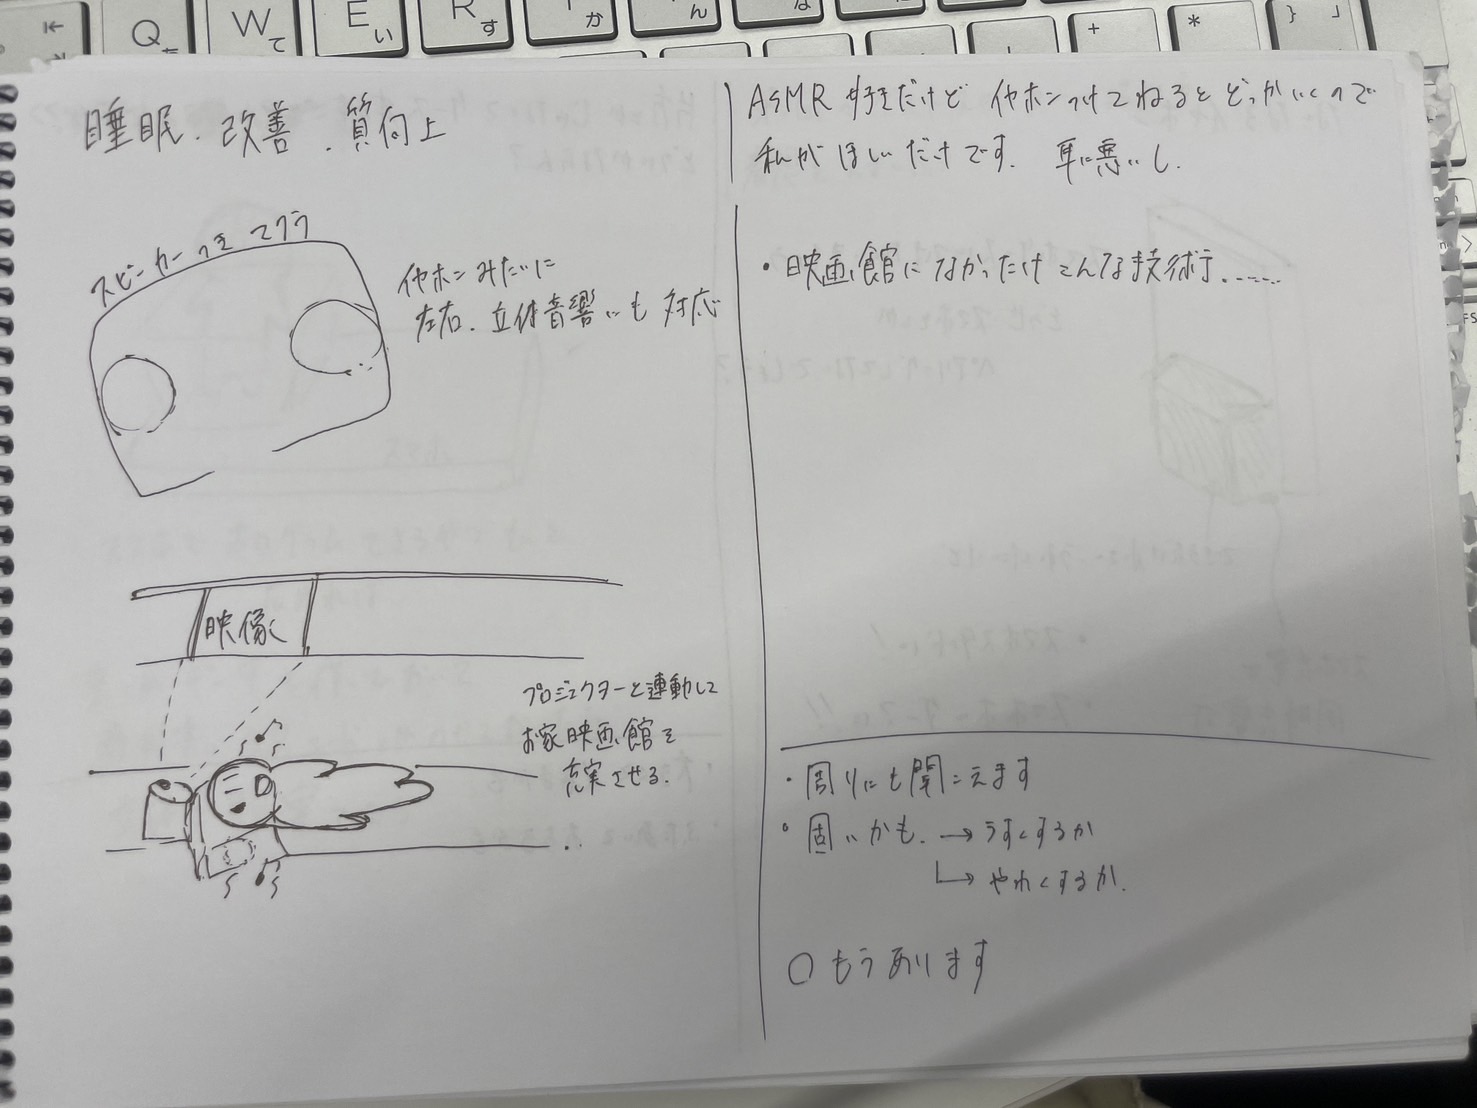 Q
W て
E い
R す
か
ん
な
+
*
} 」
睡眠.改善.質向上
ASMR好きだけど イヤホンつけてねるとどっかいくので
私がほしいだけです. 耳に悪いし.
スピーカーつきマクラ
イヤホンみたいに
左右.立体音響いも対応
・映画館になかったけこんな技術......
映像
プロジェクターと連動して
お家映画館を
充実させる.
・周りにも聞こえます
・固いかも.→うすくするか
↳やわくするか.
○もうあります